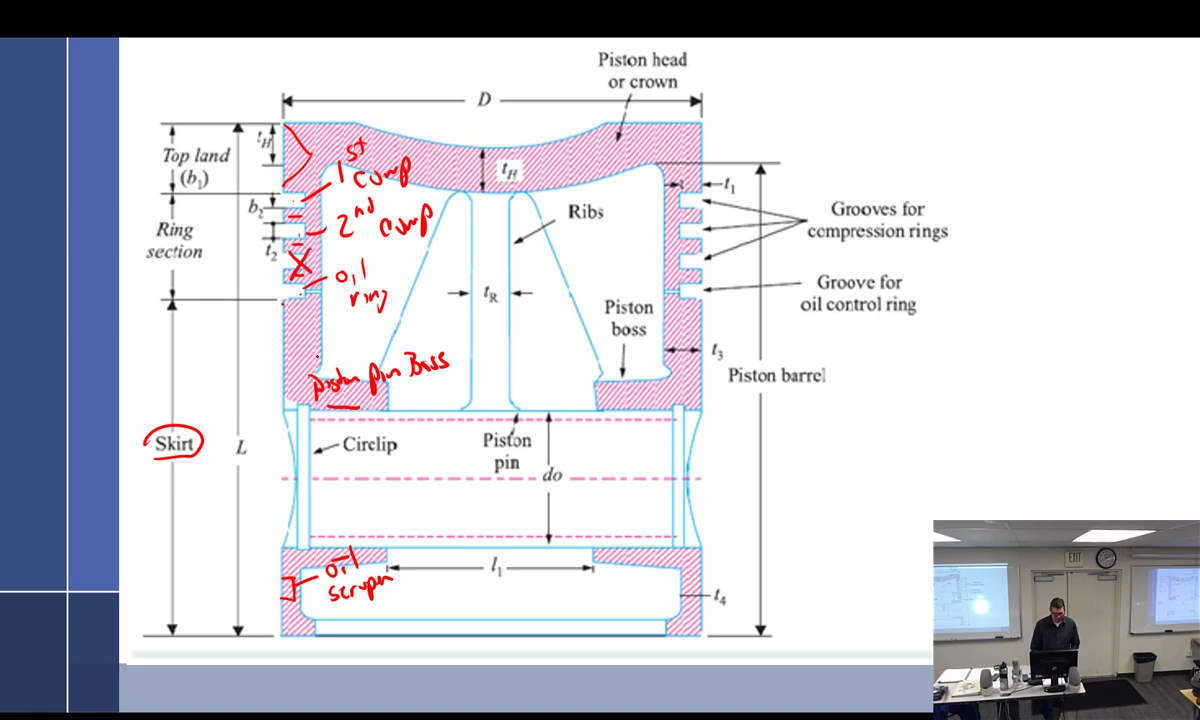 Piston head
or crown
D
tH
Top land
(b1)
1st
comp
tH
t1
b2
2nd
comp
Ribs
Grooves for
compression rings
Ring
section
t2
X
oil
ring
tR
Groove for
oil control ring
Piston
boss
t3
Piston barrel
Piston Pin Boss
Skirt
L
Circlip
Piston
pin
do
oil
scraper
l1
t4
EXIT